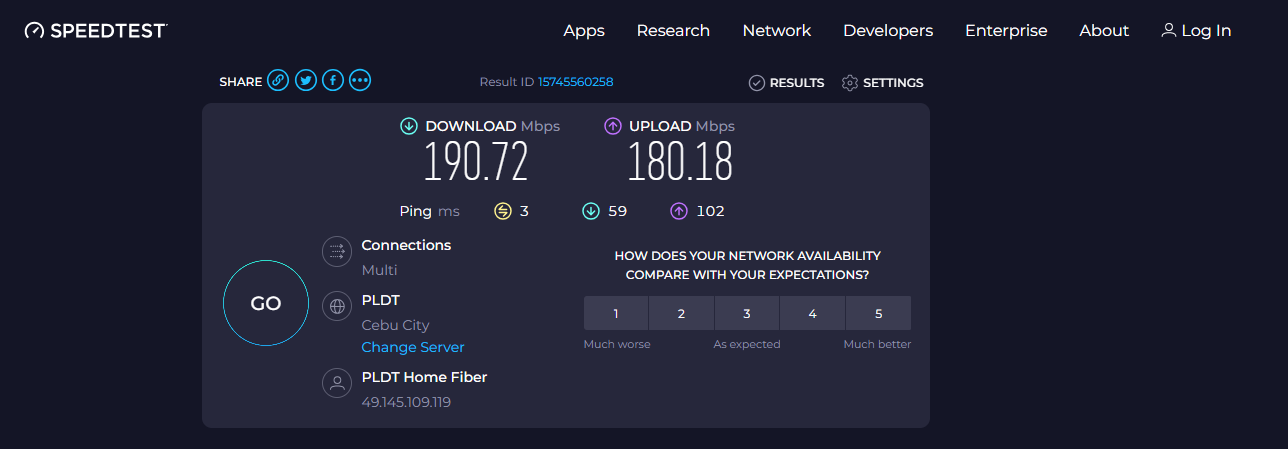 SPEEDTEST
Apps Research Network Developers Enterprise About Log In
SHARE Result ID 15745560258 RESULTS SETTINGS
DOWNLOAD Mbps UPLOAD Mbps
190.72 180.18
Ping ms 3 59 102
GO
Connections
Multi
PLDT
Cebu City
Change Server
PLDT Home Fiber
49.145.109.119
HOW DOES YOUR NETWORK AVAILABILITY
COMPARE WITH YOUR EXPECTATIONS?
1 2 3 4 5
Much worse As expected Much better